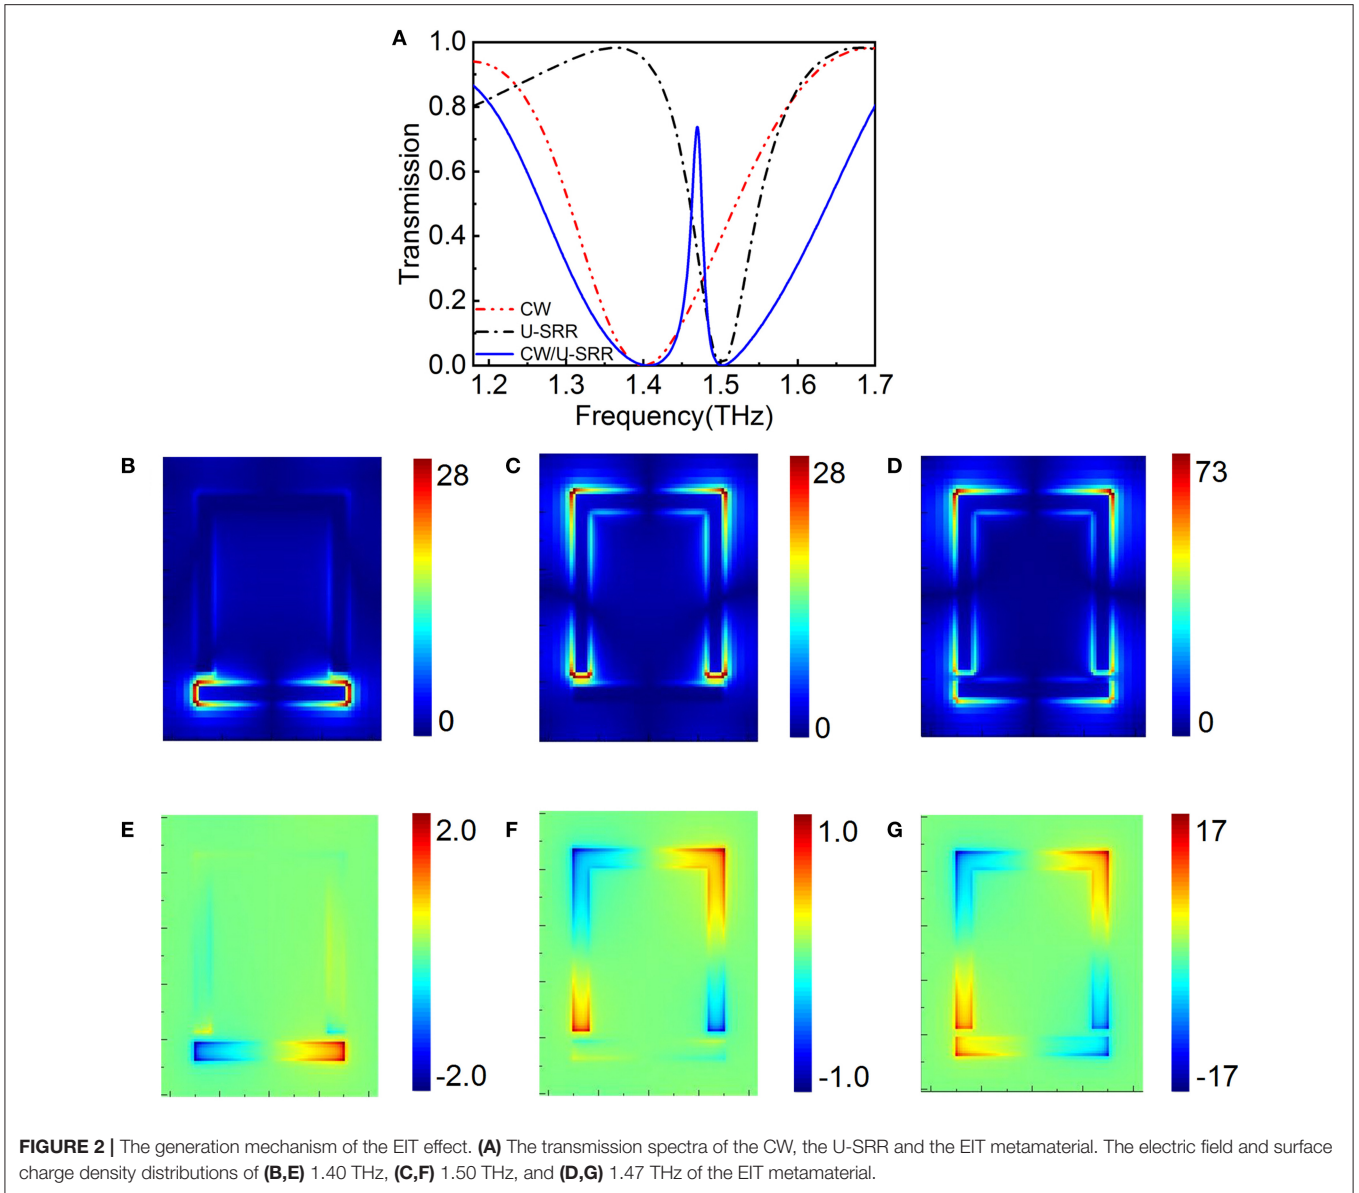 A
1.0
0.8
0.6
0.4
0.2
0.0
Transmission
CW
U-SRR
CW/U-SRR
1.2 1.3 1.4 1.5 1.6 1.7
Frequency(THz)
B
28
0
C
28
0
D
73
0
E
2.0
-2.0
F
1.0
-1.0
G
17
-17
FIGURE 2 | The generation mechanism of the EIT effect. (A) The transmission spectra of the CW, the U-SRR and the EIT metamaterial. The electric field and surface
charge density distributions of (B,E) 1.40 THz, (C,F) 1.50 THz, and (D,G) 1.47 THz of the EIT metamaterial.